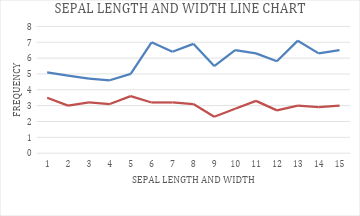 SEPAL LENGTH AND WIDTH LINE CHART
8
7
6
5
4
3
2
1
0
FREQUENCY
1 2 3 4 5 6 7 8 9 10 11 12 13 14 15
SEPAL LENGTH AND WIDTH